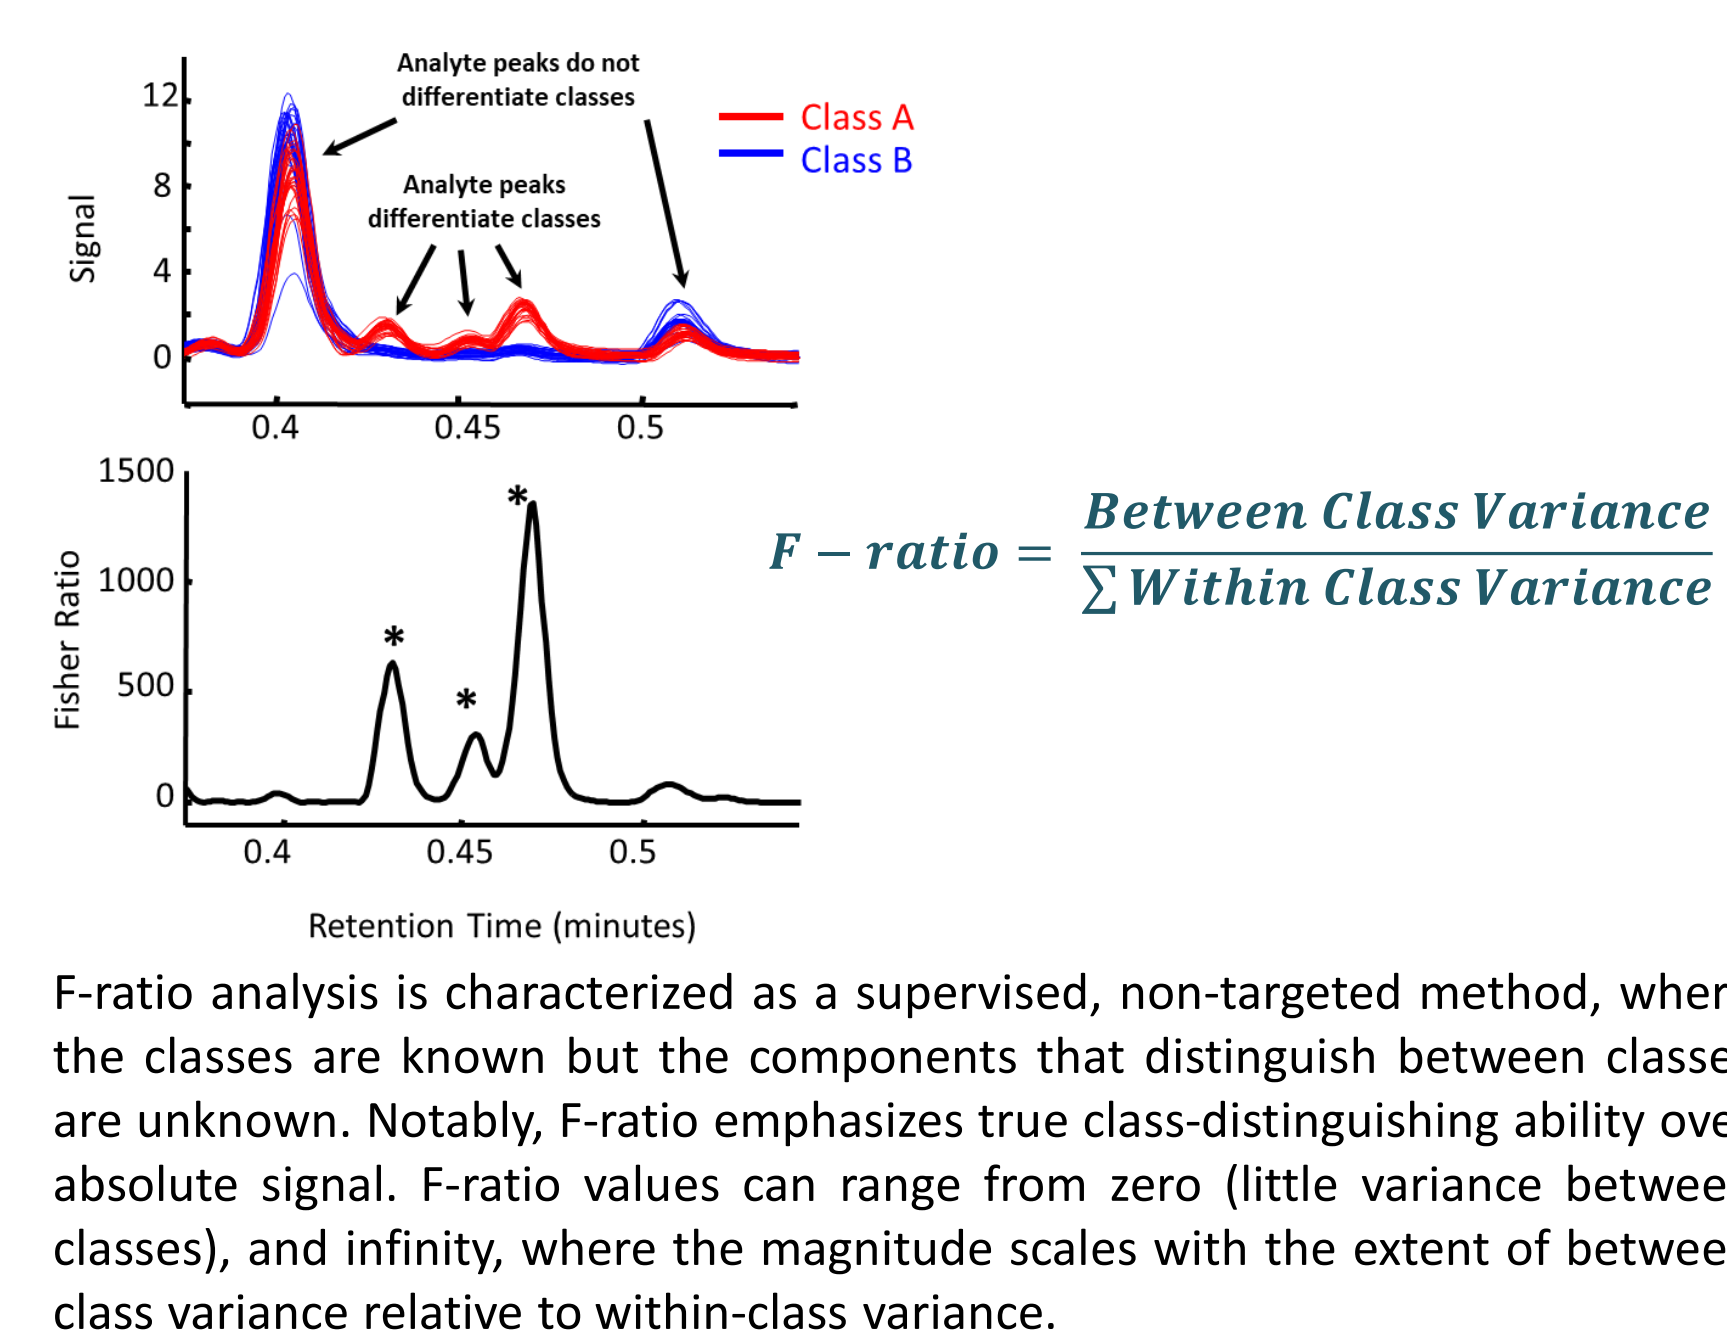 Analyte peaks do not
differentiate classes
12
Class A
Class B
8
Analyte peaks
differentiate classes
Signal
4
0
0.4 0.45 0.5
1500
*
F − ratio = Between Class Variance
∑ Within Class Variance
1000
*
Fisher Ratio
*
500
0
0.4 0.45 0.5
Retention Time (minutes)
F-ratio analysis is characterized as a supervised, non-targeted method, wher
the classes are known but the components that distinguish between classe
are unknown. Notably, F-ratio emphasizes true class-distinguishing ability ove
absolute signal. F-ratio values can range from zero (little variance betwee
classes), and infinity, where the magnitude scales with the extent of betwee
class variance relative to within-class variance.